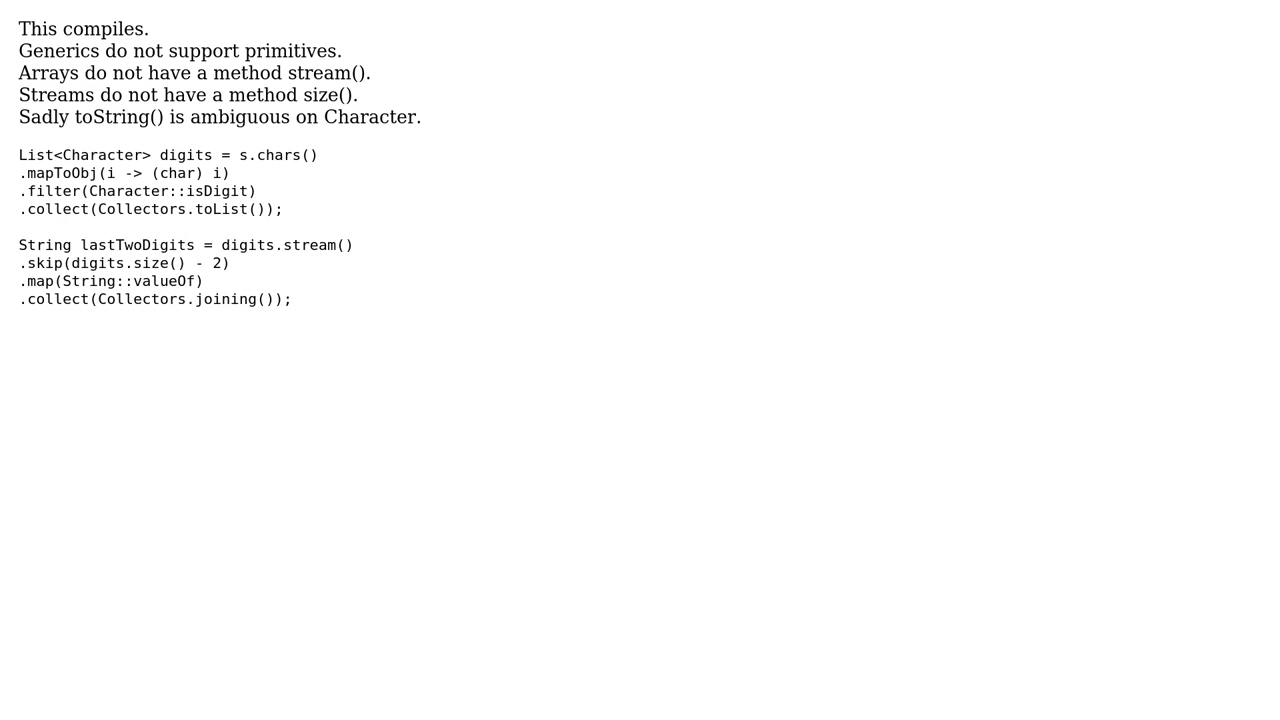 This compiles.
Generics do not support primitives.
Arrays do not have a method stream().
Streams do not have a method size().
Sadly toString() is ambiguous on Character.
List<Character> digits = s.chars()
.mapToObj(i -> (char) i)
.filter(Character::isDigit)
.collect(Collectors.toList());
String lastTwoDigits = digits.stream()
.skip(digits.size() - 2)
.map(String::valueOf)
.collect(Collectors.joining());